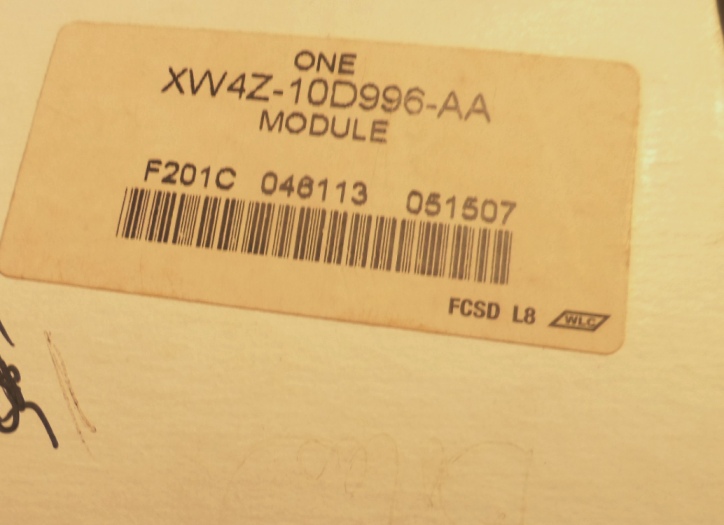 ONE
XW4Z-10D996-AA
MODULE
F201C 046113 051507
FCSD L8 WLC